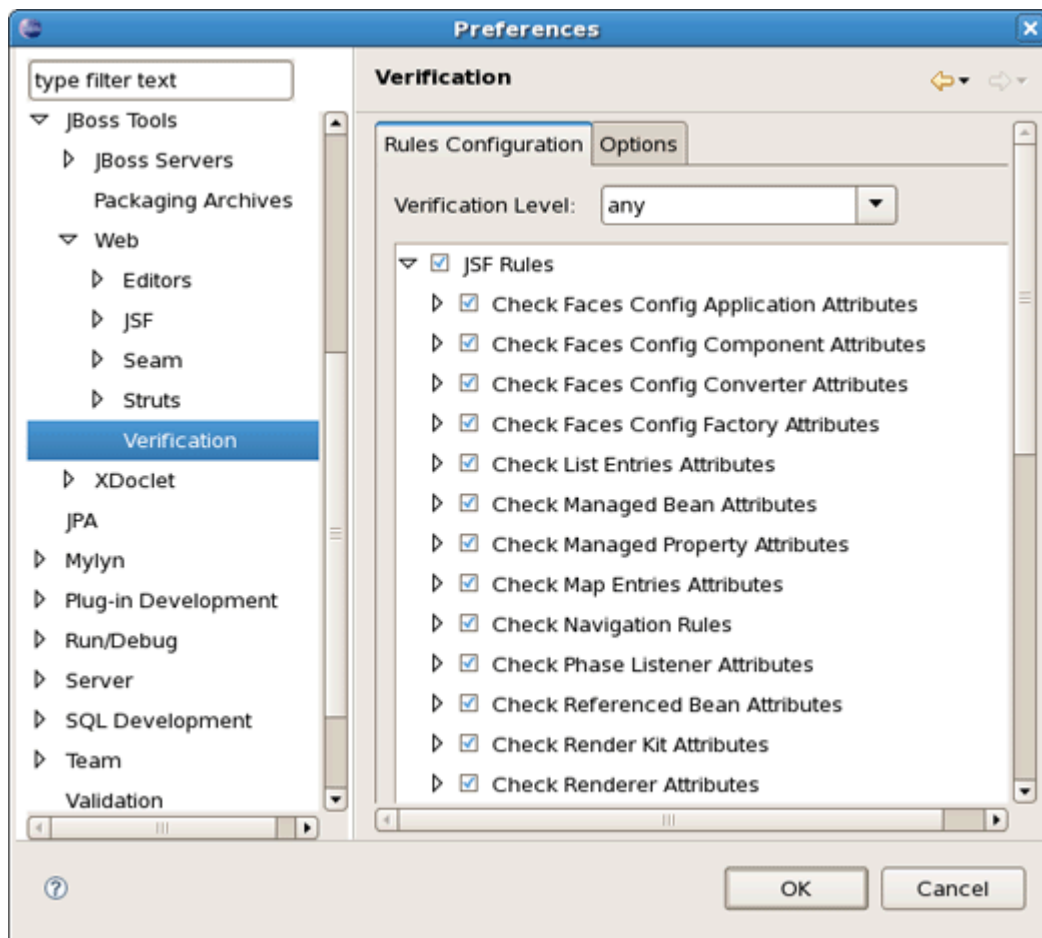 Preferences
type filter text
JBoss Tools
JBoss Servers
Packaging Archives
Web
Editors
JSF
Seam
Struts
Verification
XDoclet
JPA
Mylyn
Plug-in Development
Run/Debug
Server
SQL Development
Team
Validation
Verification
Rules Configuration
Options
Verification Level:
any
JSF Rules
Check Faces Config Application Attributes
Check Faces Config Component Attributes
Check Faces Config Converter Attributes
Check Faces Config Factory Attributes
Check List Entries Attributes
Check Managed Bean Attributes
Check Managed Property Attributes
Check Map Entries Attributes
Check Navigation Rules
Check Phase Listener Attributes
Check Referenced Bean Attributes
Check Render Kit Attributes
Check Renderer Attributes
?
OK
Cancel